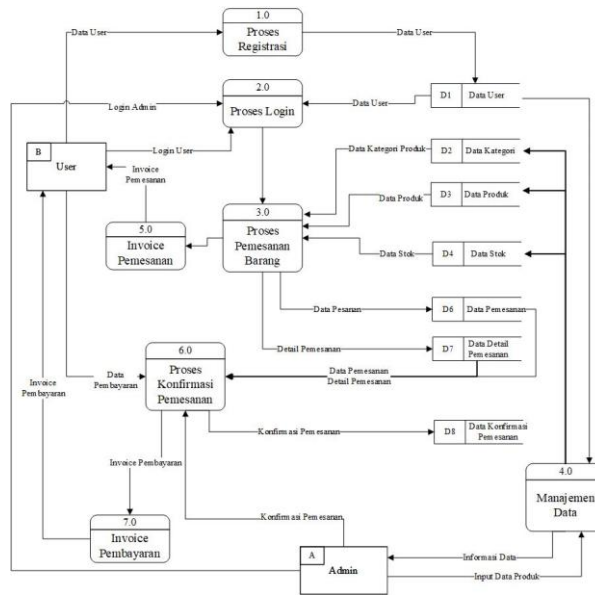 1.0
Proses
Registrasi
Data User
Data User
2.0
Proses Login
Login Admin
Data User
D1 Data User
B
User
Login User
Invoice
Pemesanan
Data Kategori Produk
D2 Data Kategori
3.0
Proses
Pemesanan
Barang
Data Produk
D3 Data Produk
5.0
Invoice
Pemesanan
Data Stok
D4 Data Stok
Data Pesanan
D6 Data Pemesanan
Detail Pemesanan
D7 Data Detail
Pemesanan
6.0
Proses
Konfirmasi
Pemesanan
Data Pemesanan
Detail Pemesanan
Data
Pembayaran
Invoice
Pembayaran
Konfirmasi Pemesanan
D8 Data Konfirmasi
Pemesanan
Invoice Pembayaran
4.0
Manajemen
Data
7.0
Invoice
Pembayaran
Konfirmasi Pemesanan
A
Admin
Informasi Data
Input Data Produk